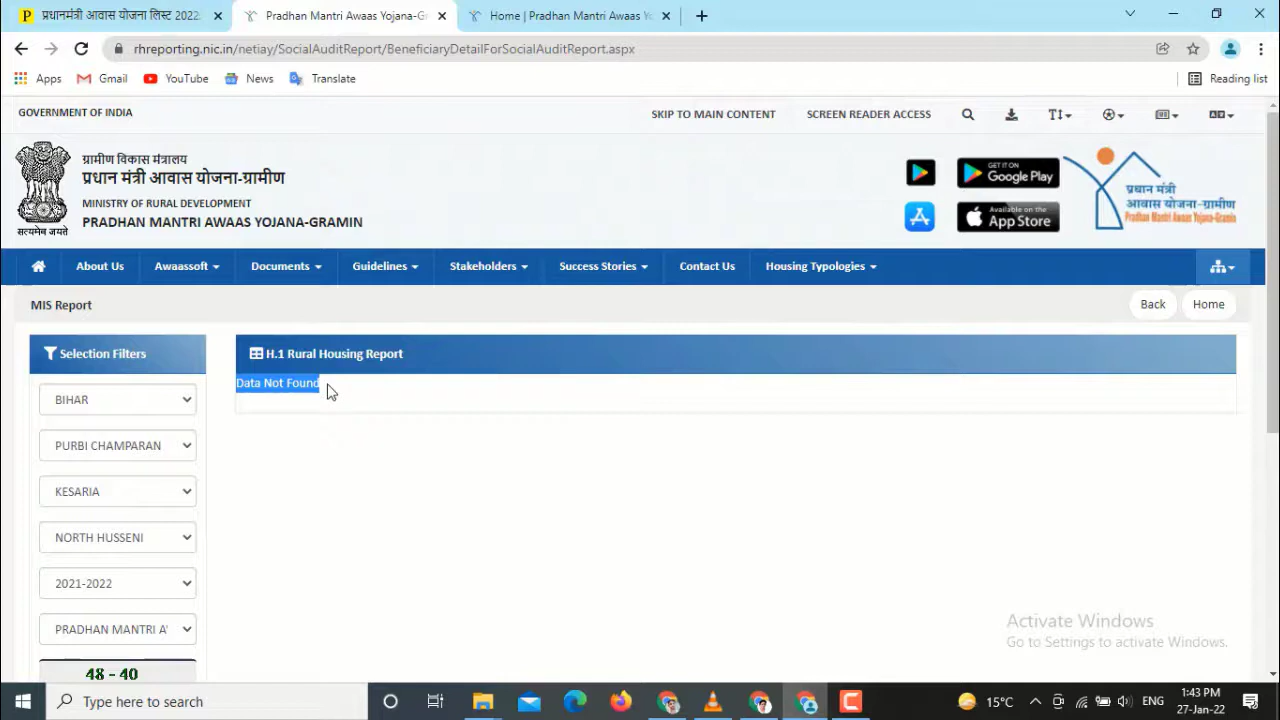 प्रधानमंत्री आवास योजना लिस्ट 2022:
Pradhan Mantri Awaas Yojana-Gr
Home | Pradhan Mantri Awaas Y
rhreporting.nic.in/netiay/SocialAuditReport/BeneficiaryDetailForSocialAuditReport.aspx
Apps Gmail YouTube News Translate Reading list
GOVERNMENT OF INDIA SKIP TO MAIN CONTENT SCREEN READER ACCESS
ग्रामीण विकास मंत्रालय
प्रधान मंत्री आवास योजना-ग्रामीण
MINISTRY OF RURAL DEVELOPMENT
PRADHAN MANTRI AWAAS YOJANA-GRAMIN
सत्यमेव जयते
GET IT ON
Google Play
Available on the
App Store
प्रधान मंत्री
आवास योजना-ग्रामीण
Pradhan Mantri Awaas Yojana-Gramin
About Us Awaassoft Documents Guidelines Stakeholders Success Stories Contact Us Housing Typologies
MIS Report Back Home
Selection Filters
H.1 Rural Housing Report
Data Not Found
BIHAR
PURBI CHAMPARAN
KESARIA
NORTH HUSSENI
2021-2022
PRADHAN MANTRI A
48 - 40
Activate Windows
Go to Settings to activate Windows.
Type here to search
15°C
ENG
1:43 PM
27-Jan-22